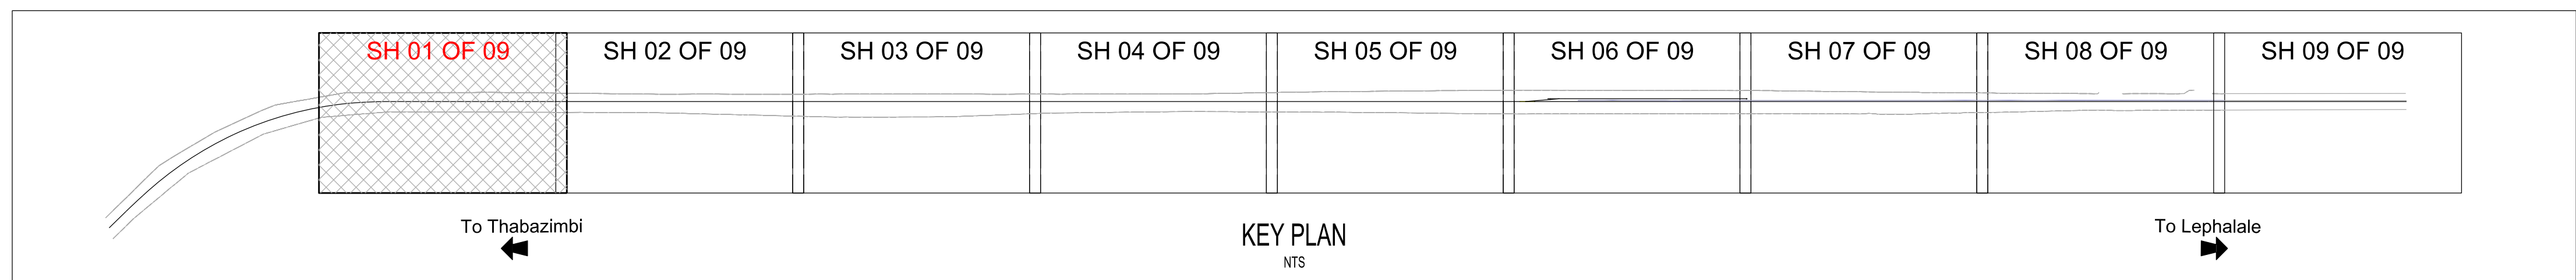 SH 01 OF 09
SH 02 OF 09
SH 03 OF 09
SH 04 OF 09
SH 05 OF 09
SH 06 OF 09
SH 07 OF 09
SH 08 OF 09
SH 09 OF 09
To Thabazimbi
KEY PLAN
NTS
To Lephalale